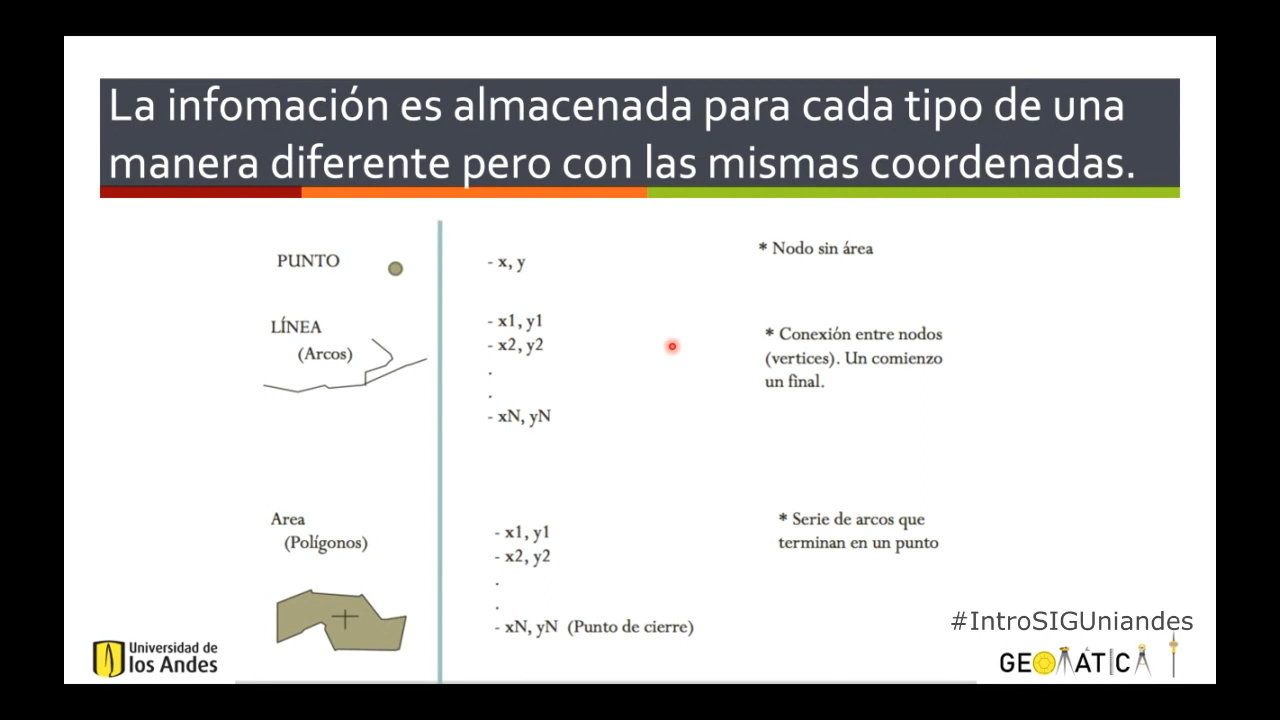 La infomación es almacenada para cada tipo de una
manera diferente pero con las mismas coordenadas.
PUNTO
- x, y
* Nodo sin área
LÍNEA
(Arcos)
- x1, y1
- x2, y2
.
.
- xN, yN
* Conexión entre nodos
(vertices). Un comienzo
un final.
Area
(Polígonos)
- x1, y1
- x2, y2
.
.
- xN, yN (Punto de cierre)
* Serie de arcos que
terminan en un punto
#IntroSIGUniandes
Universidad de
los Andes
GEOMÁTICA